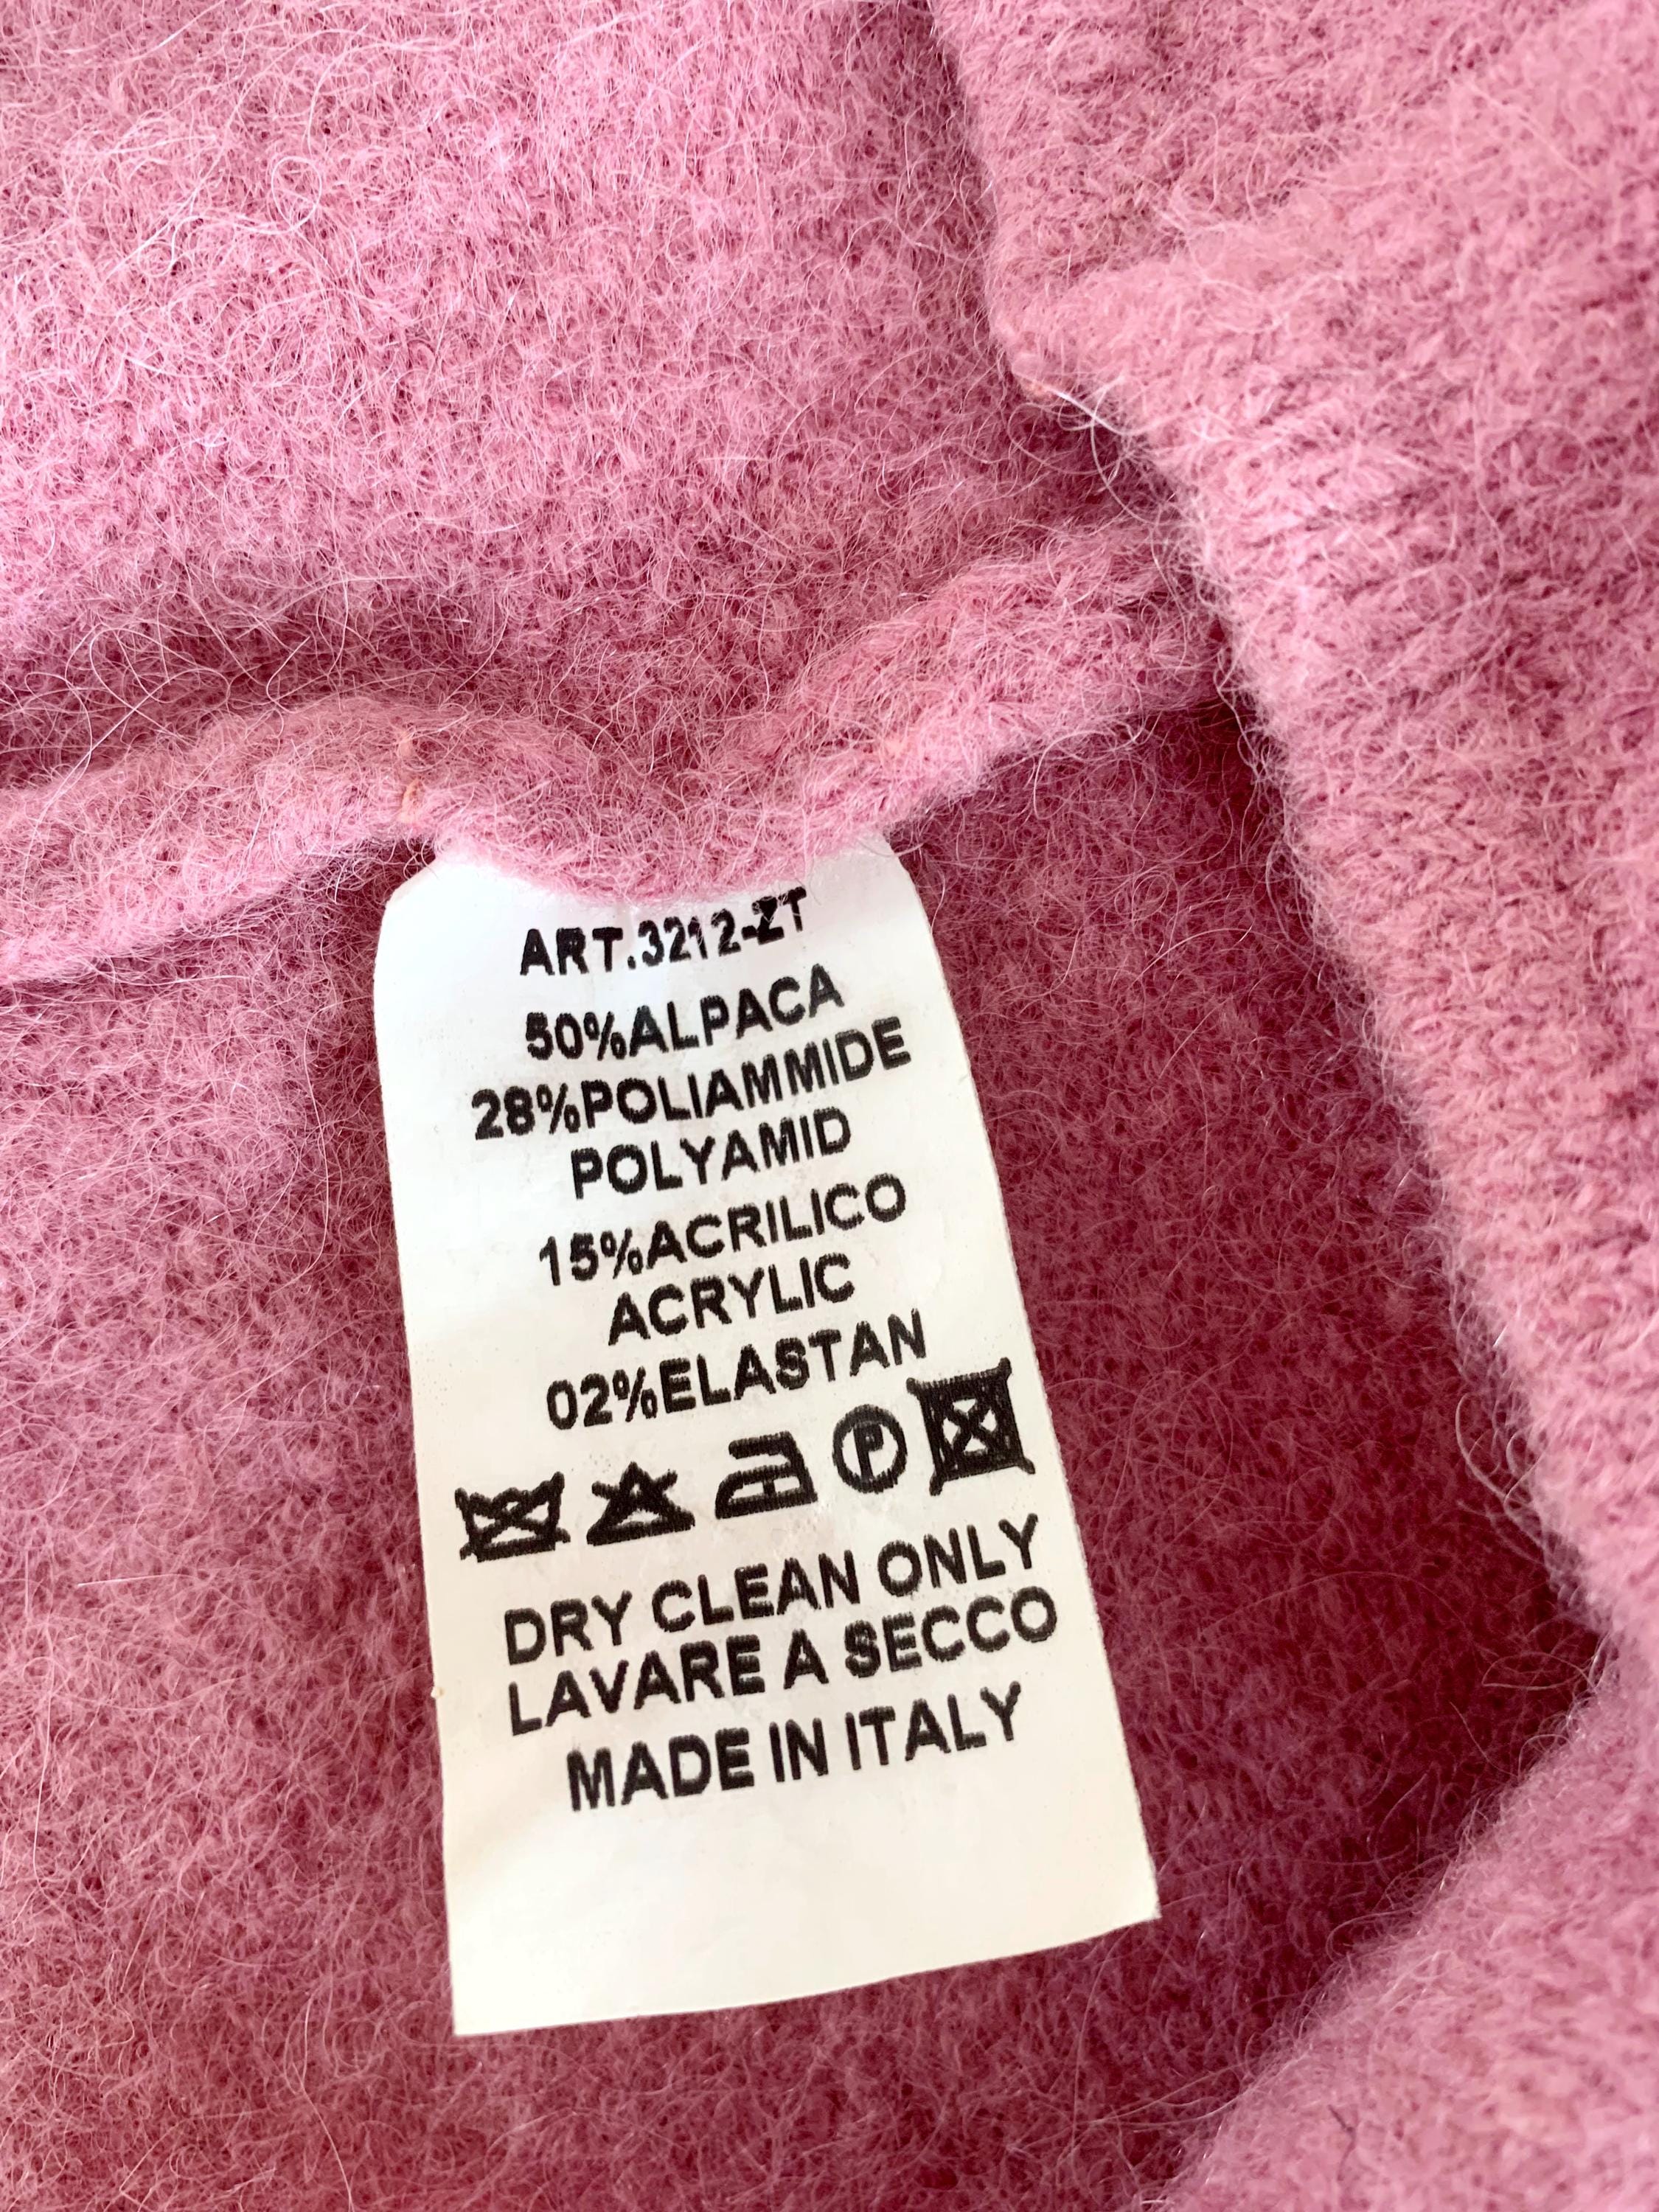 ART.3212-ZT
50%ALPACA
28%POLIAMMIDE
POLYAMID
15%ACRILICO
ACRYLIC
02%ELASTAN
P
DRY CLEAN ONLY
LAVARE A SECCO
MADE IN ITALY